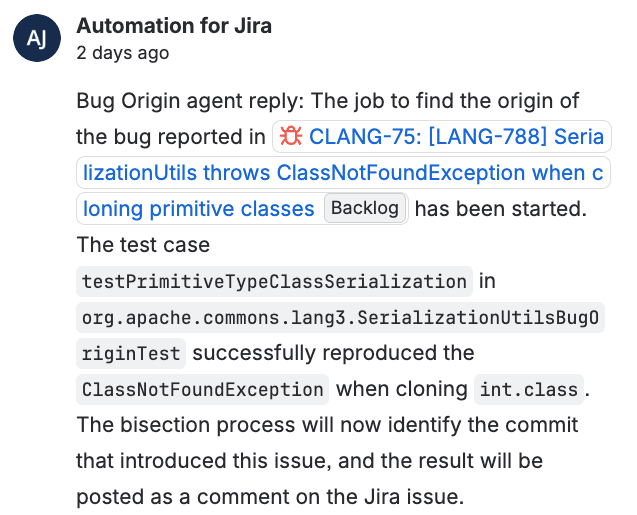 AJ
Automation for Jira
2 days ago
Bug Origin agent reply: The job to find the origin of
the bug reported in CLANG-75: [LANG-788] Seria
lizationUtils throws ClassNotFoundException when c
loning primitive classes Backlog has been started.
The test case
testPrimitiveTypeClassSerialization in
org.apache.commons.lang3.SerializationUtilsBugO
riginTest successfully reproduced the
ClassNotFoundException when cloning int.class.
The bisection process will now identify the commit
that introduced this issue, and the result will be
posted as a comment on the Jira issue.